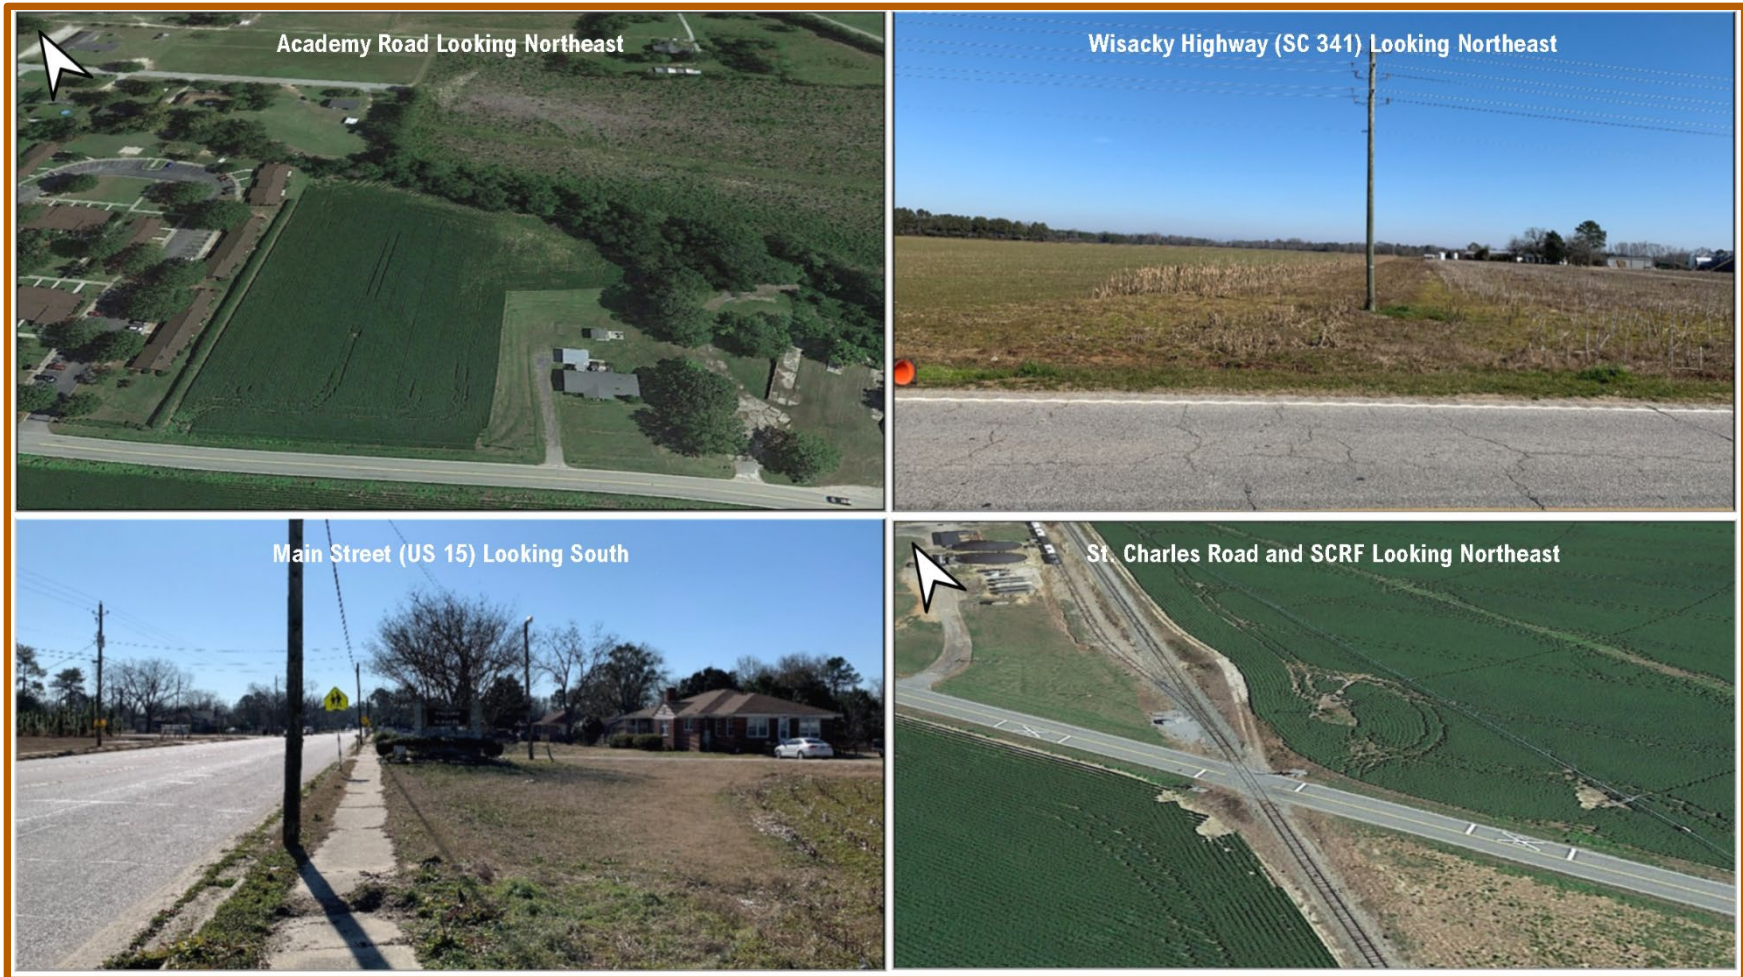 Academy Road Looking Northeast
Wisacky Highway (SC 341) Looking Northeast
Main Street (US 15) Looking South
St. Charles Road and SCRF Looking Northeast